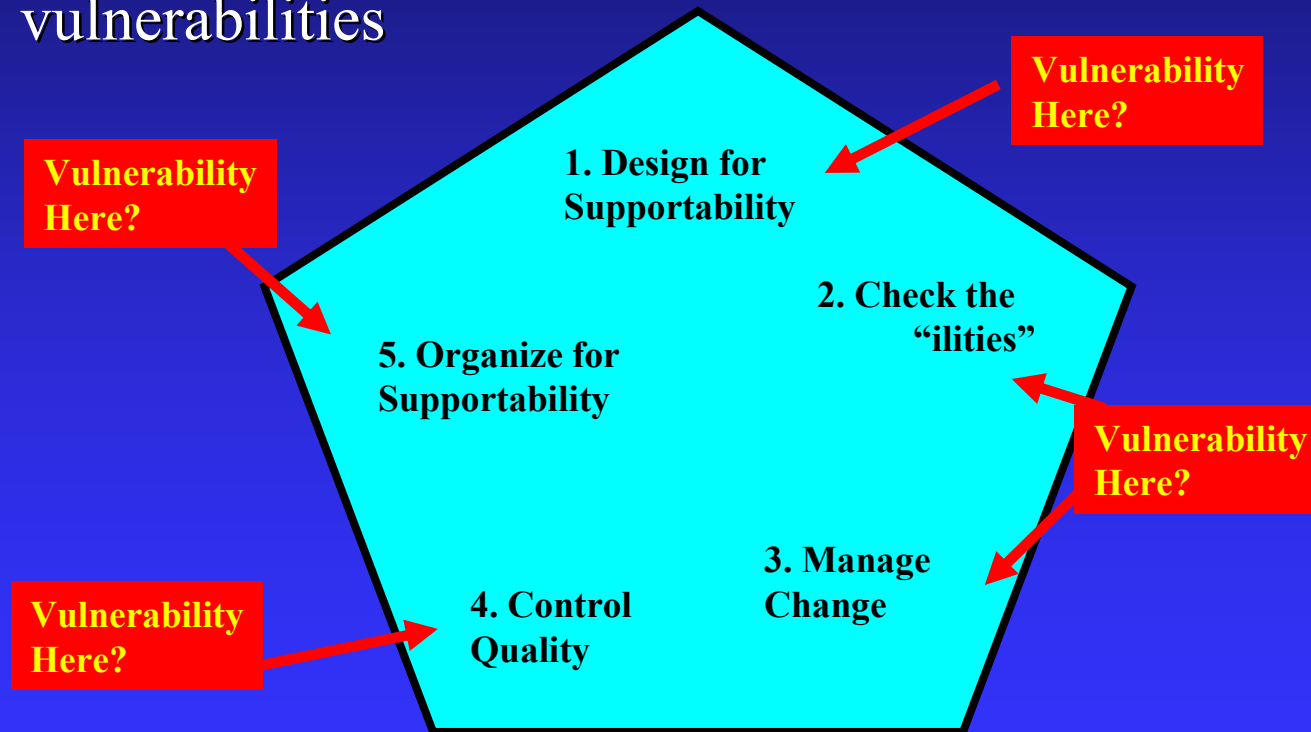 vulnerabilities
Vulnerability
Here?
1. Design for
Supportability
Vulnerability
Here?
2. Check the
“ilities”
5. Organize for
Supportability
Vulnerability
Here?
3. Manage
Change
4. Control
Quality
Vulnerability
Here?